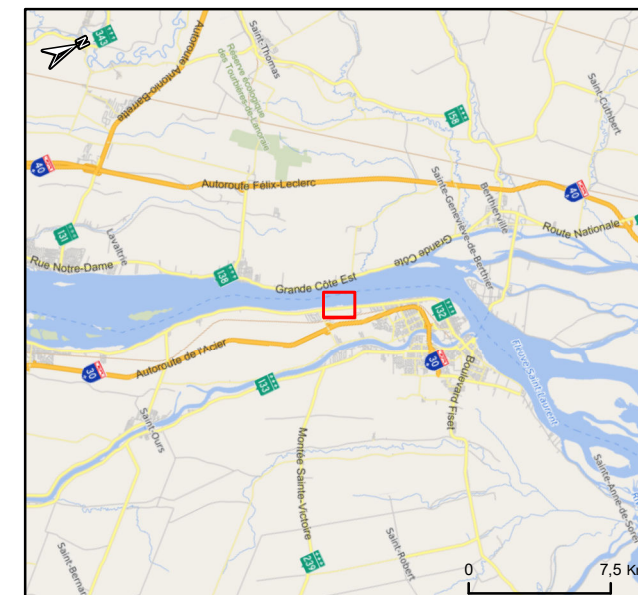 343
Autoroute Antonio-Barrette
Saint-Thomas
Réserve écologique
des Tourbières-de-Lanoraie
158
Saint-Cuthbert
Sainte-Geneviève-de-Berthier
Berthierville
40
Autoroute Félix-Leclerc
40
131
Lavaltrie
Route Nationale
Rue Notre-Dame
138
Grande Côte Est
Grande Côte
132
Fleuve Saint-Laurent
30
Autoroute de l'Acier
133
30
Boulevard Fiset
Saint-Ours
Montée Sainte-Victoire
Sainte-Anne-de-Sorel
Saint-Bernar
239
Saint-Robert
0 7,5 Km